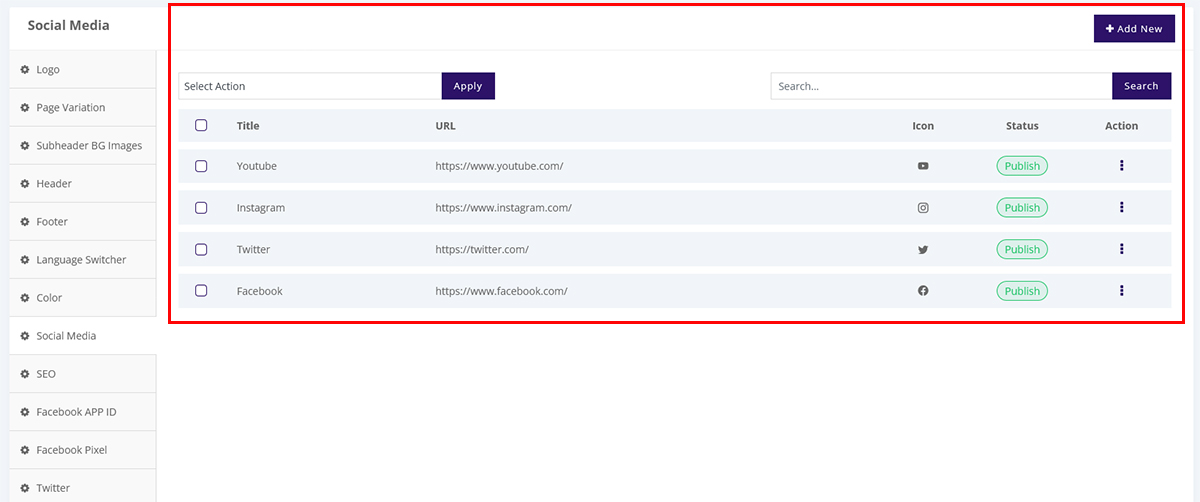 Social Media
Add New
Logo
Page Variation
Subheader BG Images
Header
Footer
Language Switcher
Color
Social Media
SEO
Facebook APP ID
Facebook Pixel
Twitter
Select Action Apply Search... Search
Title URL Icon Status Action
Youtube https://www.youtube.com/ Publish
Instagram https://www.instagram.com/ Publish
Twitter https://twitter.com/ Publish
Facebook https://www.facebook.com/ Publish